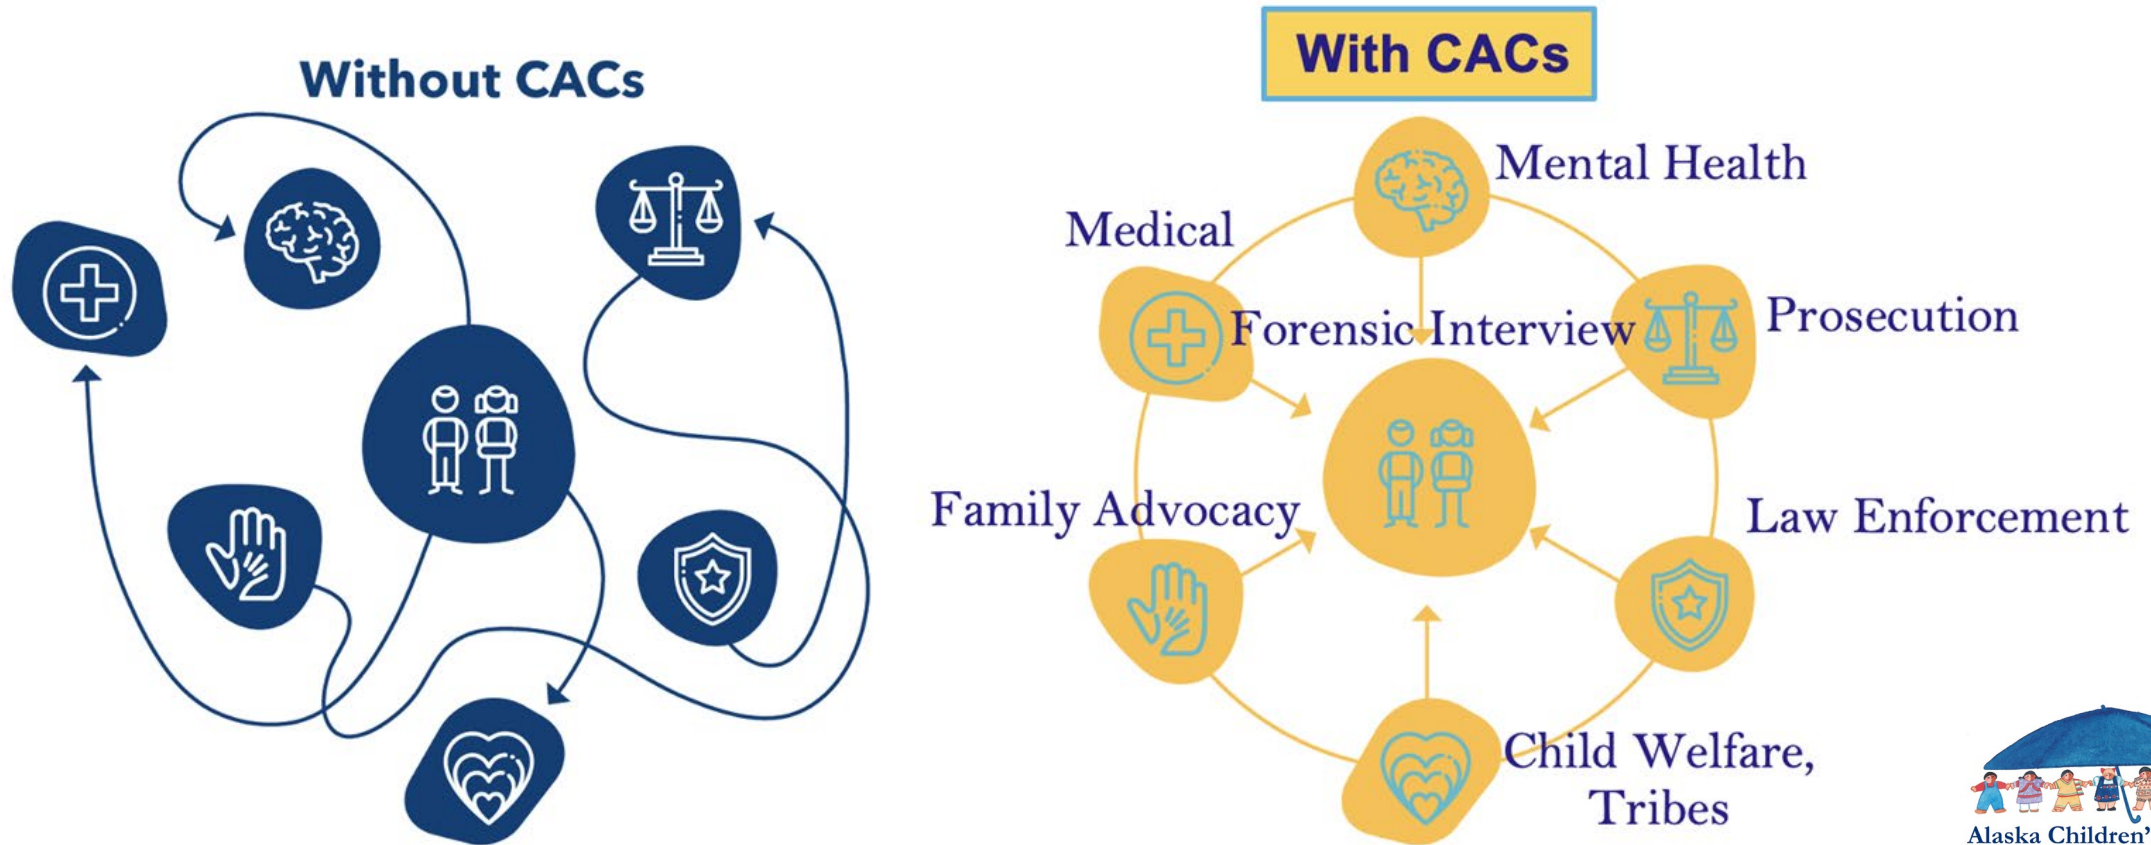 Without CACs
With CACs
Mental Health
Medical
Forensic Interview
Prosecution
Family Advocacy
Law Enforcement
Child Welfare,
Tribes
Alaska Children'